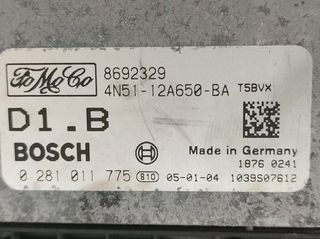 FoMoCo 8692329
4N51-12A650-BA T5BVX
D1.B
BOSCH Made in Germany
1876 0241
0 281 011 775 B10 05-01-04 1039S07612